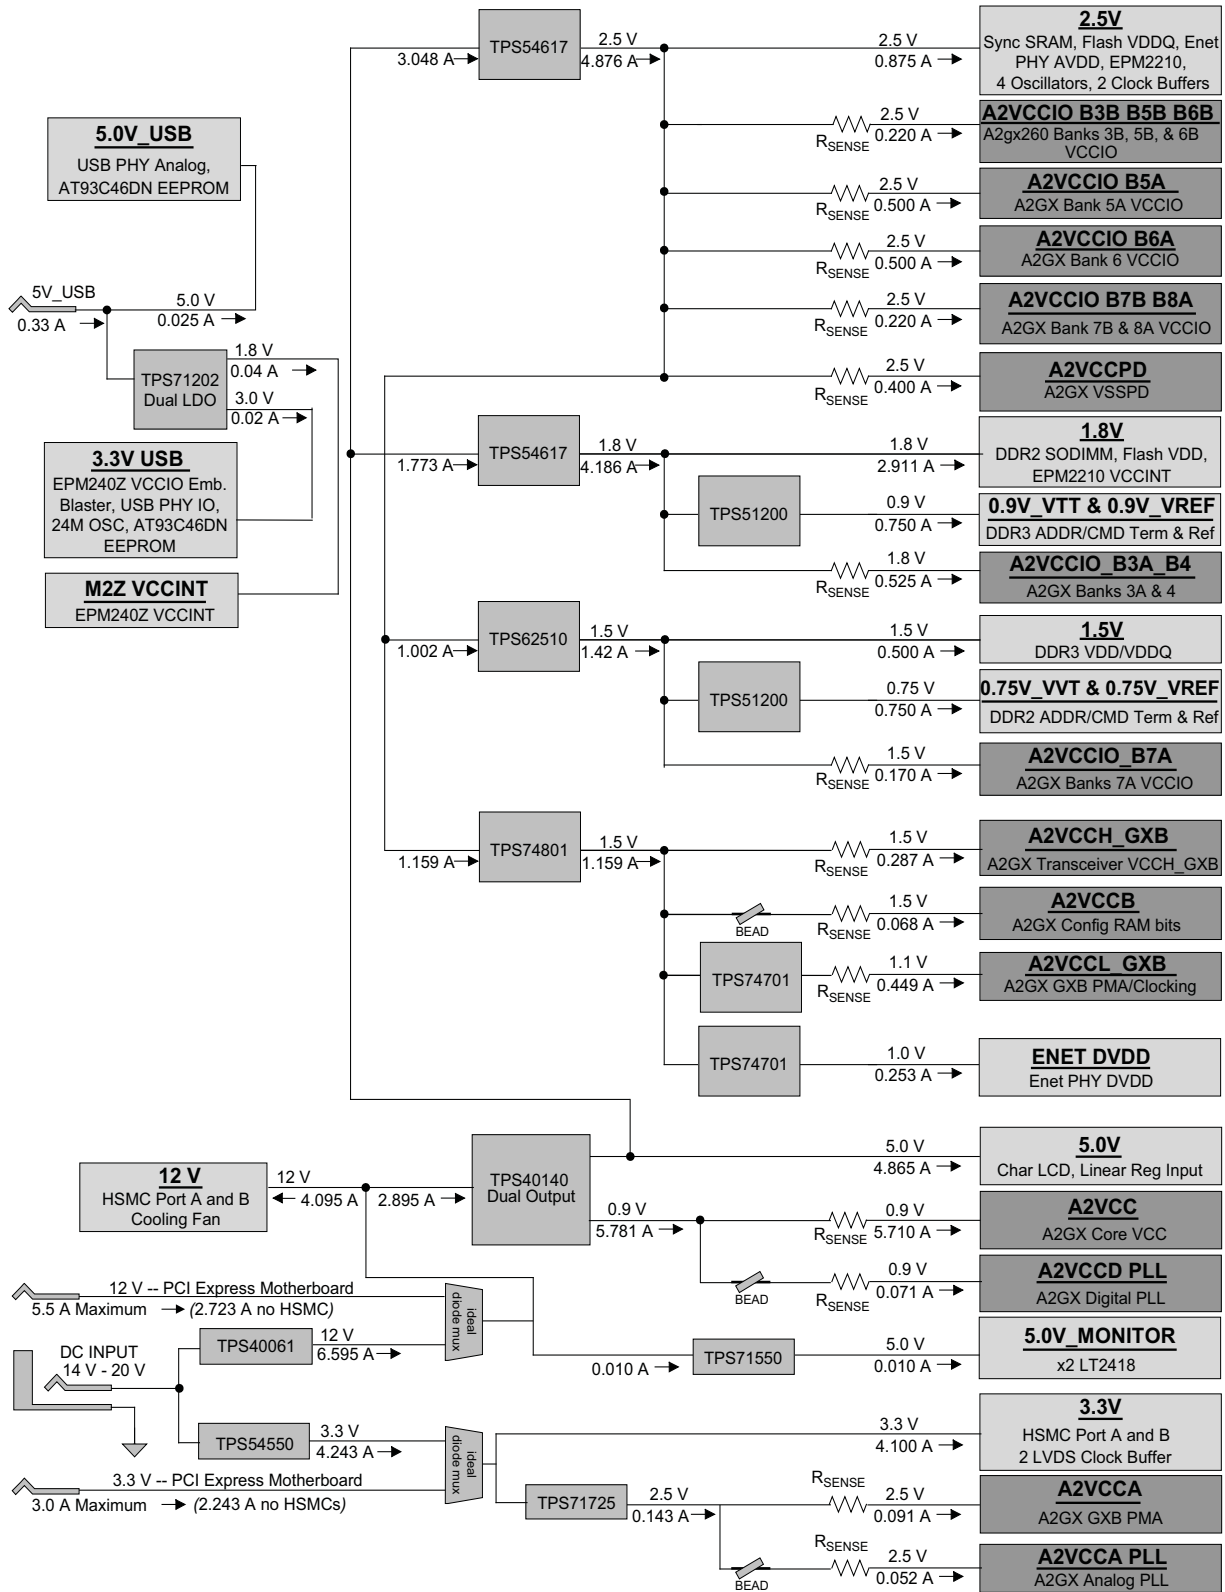 TPS54617
2.5 V
3.048 A
4.876 A
2.5 V
0.875 A
2.5V
Sync SRAM, Flash VDDQ, Enet
PHY AVDD, EPM2210,
4 Oscillators, 2 Clock Buffers
5.0V_USB
USB PHY Analog,
AT93C46DN EEPROM
2.5 V
RSENSE 0.220 A
A2VCCIO B3B B5B B6B
A2gx260 Banks 3B, 5B, & 6B
VCCIO
2.5 V
RSENSE 0.500 A
A2VCCIO B5A
A2GX Bank 5A VCCIO
2.5 V
RSENSE 0.500 A
A2VCCIO B6A
A2GX Bank 6 VCCIO
5V_USB
0.33 A
5.0 V
0.025 A
2.5 V
RSENSE 0.220 A
A2VCCIO B7B B8A
A2GX Bank 7B & 8A VCCIO
TPS71202
Dual LDO
1.8 V
0.04 A
3.0 V
0.02 A
2.5 V
RSENSE 0.400 A
A2VCCPD
A2GX VSSPD
3.3V USB
EPM240Z VCCIO Emb.
Blaster, USB PHY IO,
24M OSC, AT93C46DN
EEPROM
M2Z VCCINT
EPM240Z VCCINT
TPS54617
1.8 V
1.773 A
4.186 A
1.8 V
2.911 A
1.8V
DDR2 SODIMM, Flash VDD,
EPM2210 VCCINT
TPS51200
0.9 V
0.750 A
0.9V_VTT & 0.9V_VREF
DDR3 ADDR/CMD Term & Ref
1.8 V
RSENSE 0.525 A
A2VCCIO_B3A_B4
A2GX Banks 3A & 4
TPS62510
1.5 V
1.002 A
1.42 A
1.5 V
0.500 A
1.5V
DDR3 VDD/VDDQ
TPS51200
0.75 V
0.750 A
0.75V_VVT & 0.75V_VREF
DDR2 ADDR/CMD Term & Ref
1.5 V
RSENSE 0.170 A
A2VCCIO_B7A
A2GX Banks 7A VCCIO
TPS74801
1.5 V
1.159 A
1.159 A
1.5 V
RSENSE 0.287 A
A2VCCH_GXB
A2GX Transceiver VCCH_GXB
BEAD
1.5 V
RSENSE 0.068 A
A2VCCB
A2GX Config RAM bits
TPS74701
1.1 V
RSENSE 0.449 A
A2VCCL_GXB
A2GX GXB PMA/Clocking
TPS74701
1.0 V
0.253 A
ENET DVDD
Enet PHY DVDD
12 V
HSMC Port A and B
Cooling Fan
12 V
4.095 A
2.895 A
TPS40140
Dual Output
5.0 V
4.865 A
5.0V
Char LCD, Linear Reg Input
0.9 V
5.781 A
0.9 V
RSENSE 5.710 A
A2VCC
A2GX Core VCC
BEAD
0.9 V
RSENSE 0.071 A
A2VCCD PLL
A2GX Digital PLL
12 V -- PCI Express Motherboard
5.5 A Maximum
(2.723 A no HSMC)
ideal
diode mux
TPS40061
12 V
6.595 A
DC INPUT
14 V - 20 V
0.010 A
TPS71550
5.0 V
0.010 A
5.0V_MONITOR
x2 LT2418
TPS54550
3.3 V
4.243 A
ideal
diode mux
3.3 V
4.100 A
3.3V
HSMC Port A and B
2 LVDS Clock Buffer
3.3 V -- PCI Express Motherboard
3.0 A Maximum
(2.243 A no HSMCs)
TPS71725
2.5 V
0.143 A
RSENSE
2.5 V
0.091 A
A2VCCA
A2GX GXB PMA
BEAD
RSENSE
2.5 V
0.052 A
A2VCCA PLL
A2GX Analog PLL